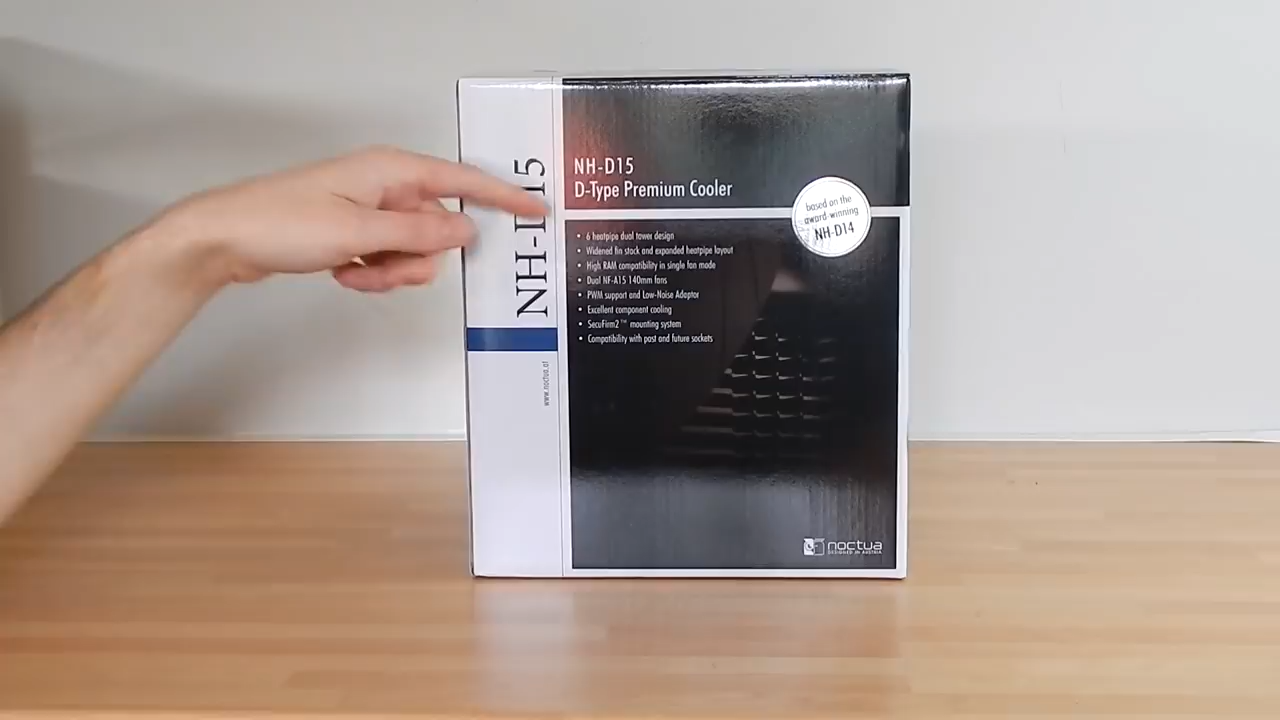 NH-D15
www.noctua.at
NH-D15
D-Type Premium Cooler
based on the
award-winning
NH-D14
• 6 heatpipe dual tower design
• Widened fin stack and expanded heatpipe layout
• High RAM compatibility in single fan mode
• Dual NF-A15 140mm fans
• PWM support and Low-Noise Adaptor
• Excellent component cooling
• SecuFirm2™ mounting system
• Compatibility with past and future sockets
noctua
DESIGNED IN AUSTRIA